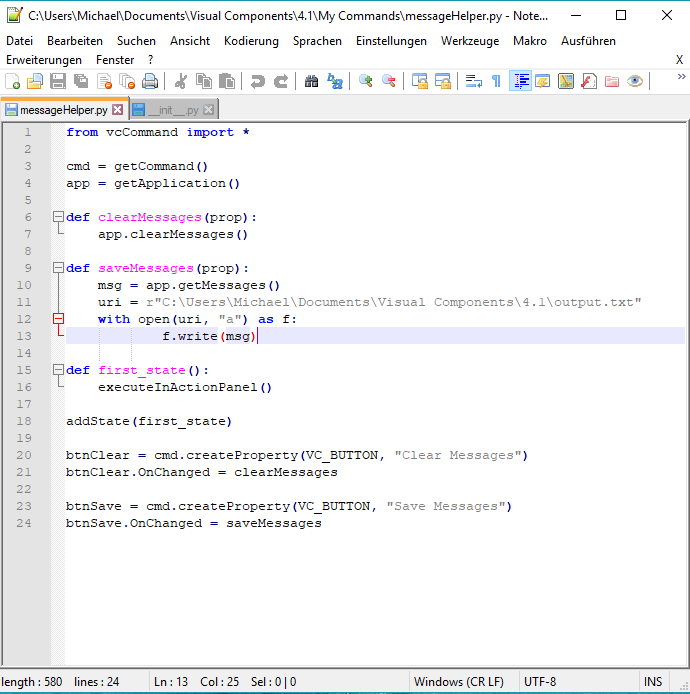 C:\Users\Michael\Documents\Visual Components\4.1\My Commands\messageHelper.py - Note...
Datei Bearbeiten Suchen Ansicht Kodierung Sprachen Einstellungen Werkzeuge Makro Ausführen
Erweiterungen Fenster ? X
messageHelper.py __init__.py
1 from vcCommand import *
2
3 cmd = getCommand()
4 app = getApplication()
5
6 def clearMessages(prop):
7 app.clearMessages()
8
9 def saveMessages(prop):
10 msg = app.getMessages()
11 uri = r"C:\Users\Michael\Documents\Visual Components\4.1\output.txt"
12 with open(uri, "a") as f:
13 f.write(msg)
14
15 def first_state():
16 executeInActionPanel()
17
18 addState(first_state)
19
20 btnClear = cmd.createProperty(VC_BUTTON, "Clear Messages")
21 btnClear.OnChanged = clearMessages
22
23 btnSave = cmd.createProperty(VC_BUTTON, "Save Messages")
24 btnSave.OnChanged = saveMessages
length : 580 lines : 24 Ln : 13 Col : 25 Sel : 0 | 0 Windows (CR LF) UTF-8 INS